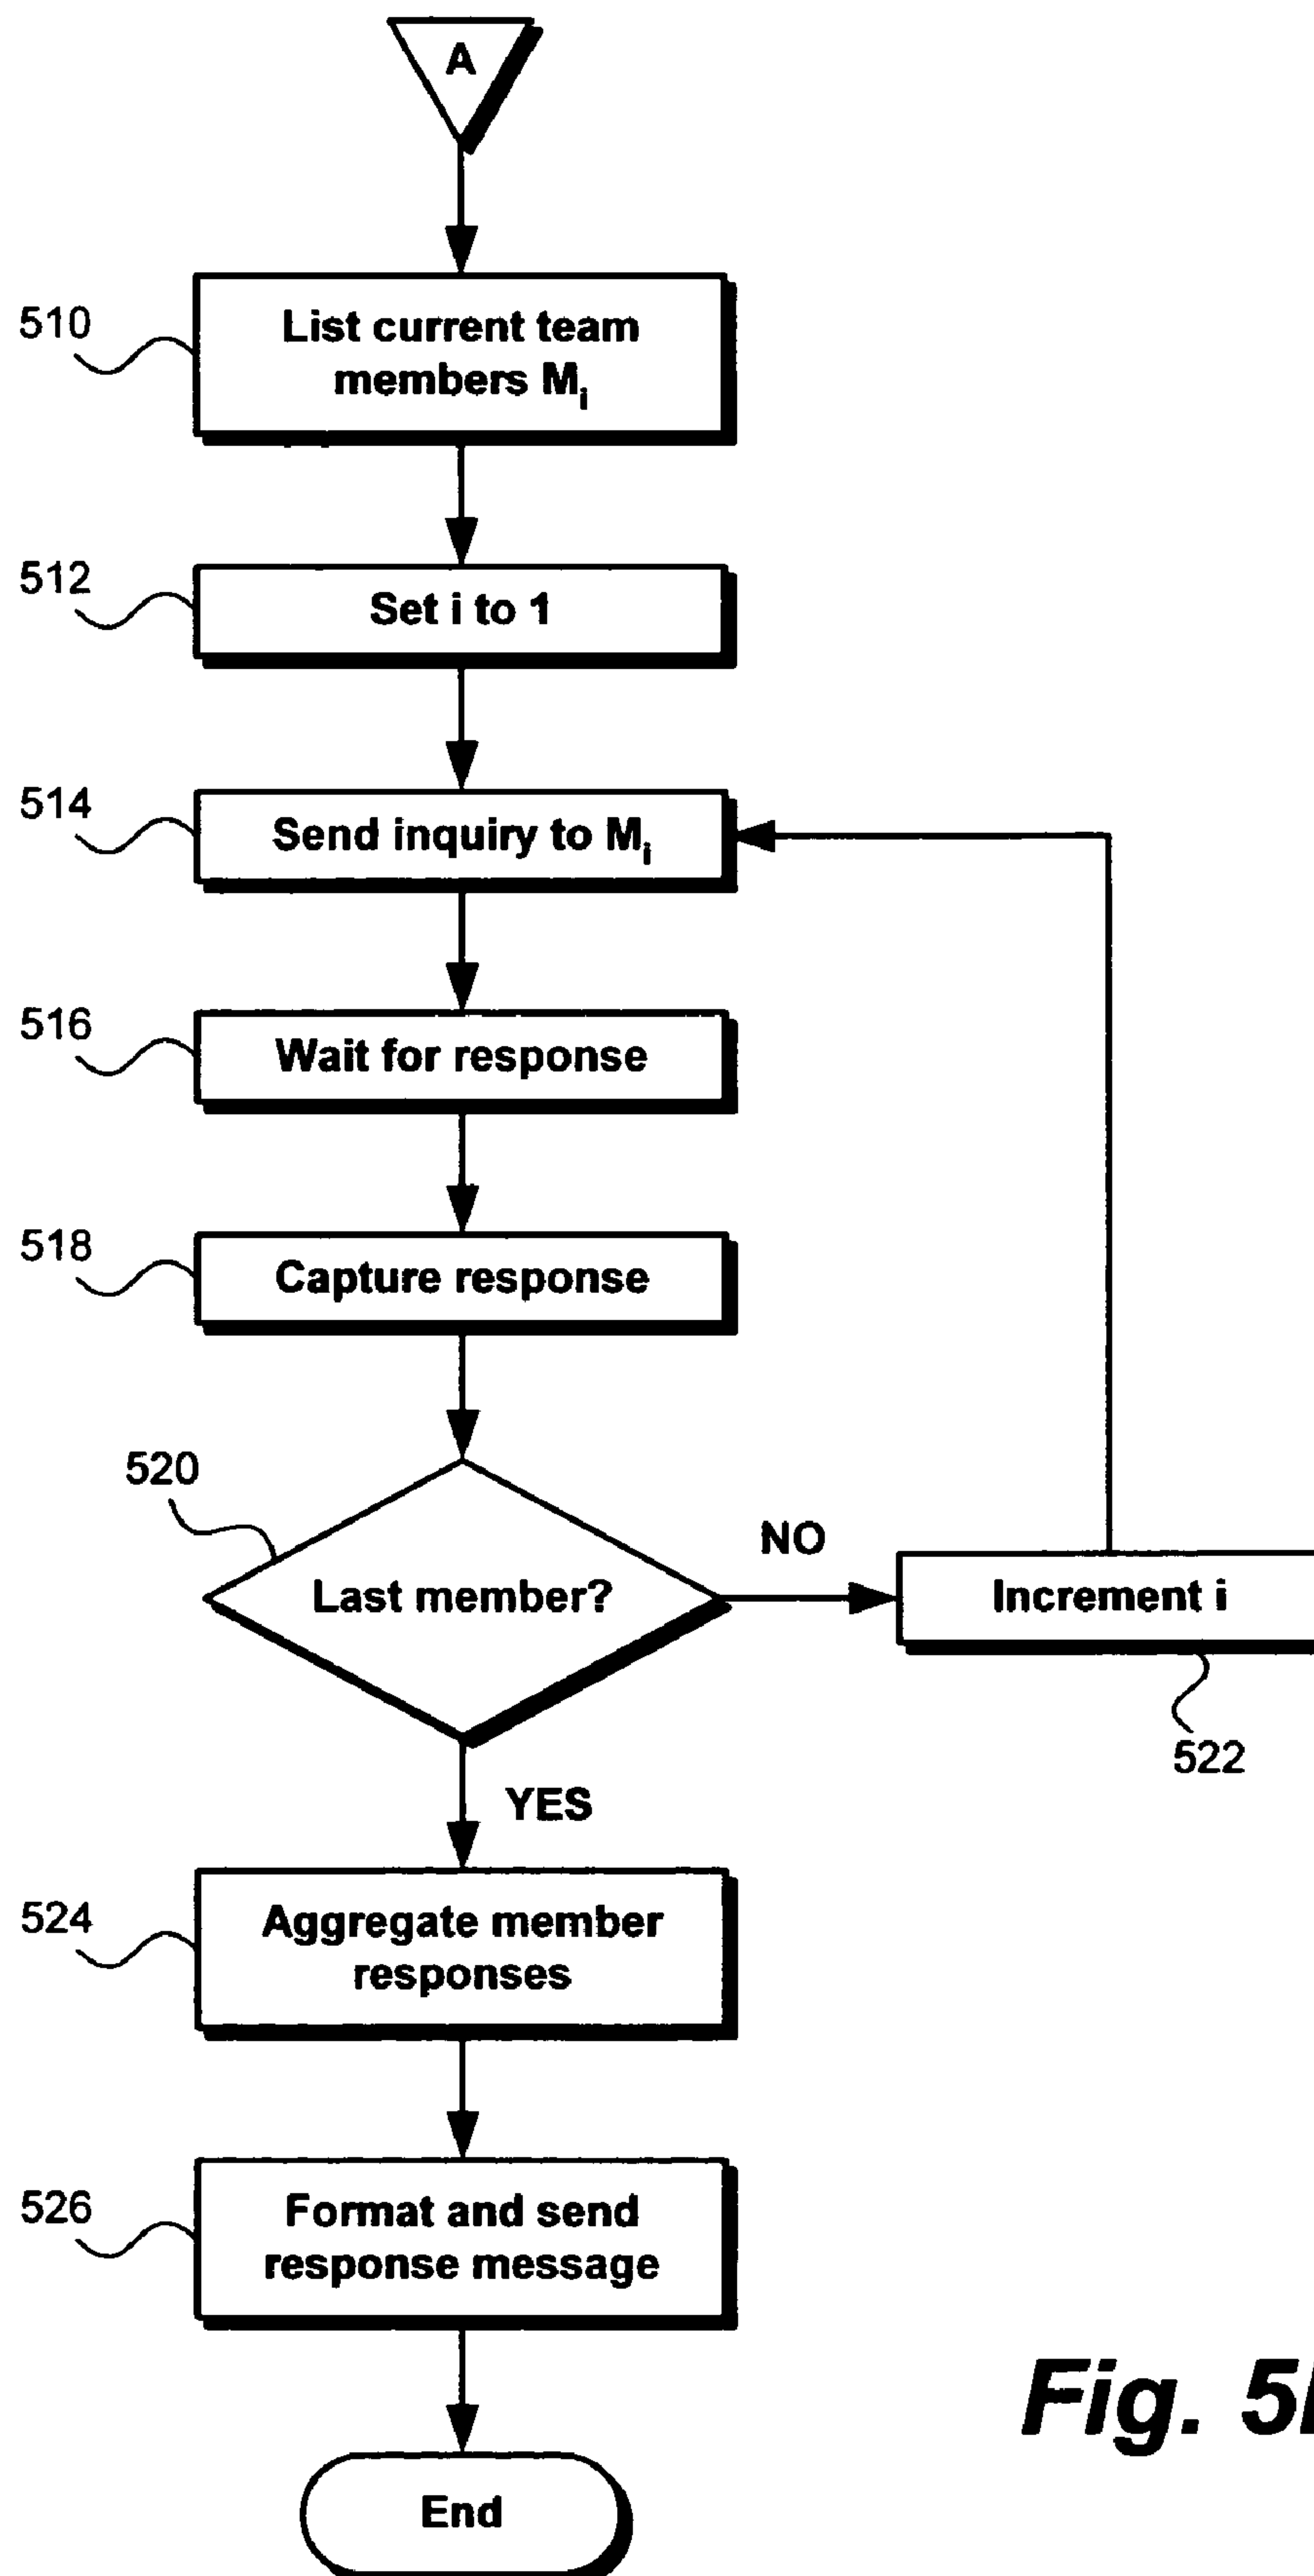 A
510
List current team
members Mi
512
Set i to 1
514
Send inquiry to Mi
516
Wait for response
518
Capture response
520
Last member?
NO
Increment i
522
YES
524
Aggregate member
responses
526
Format and send
response message
Fig.
End